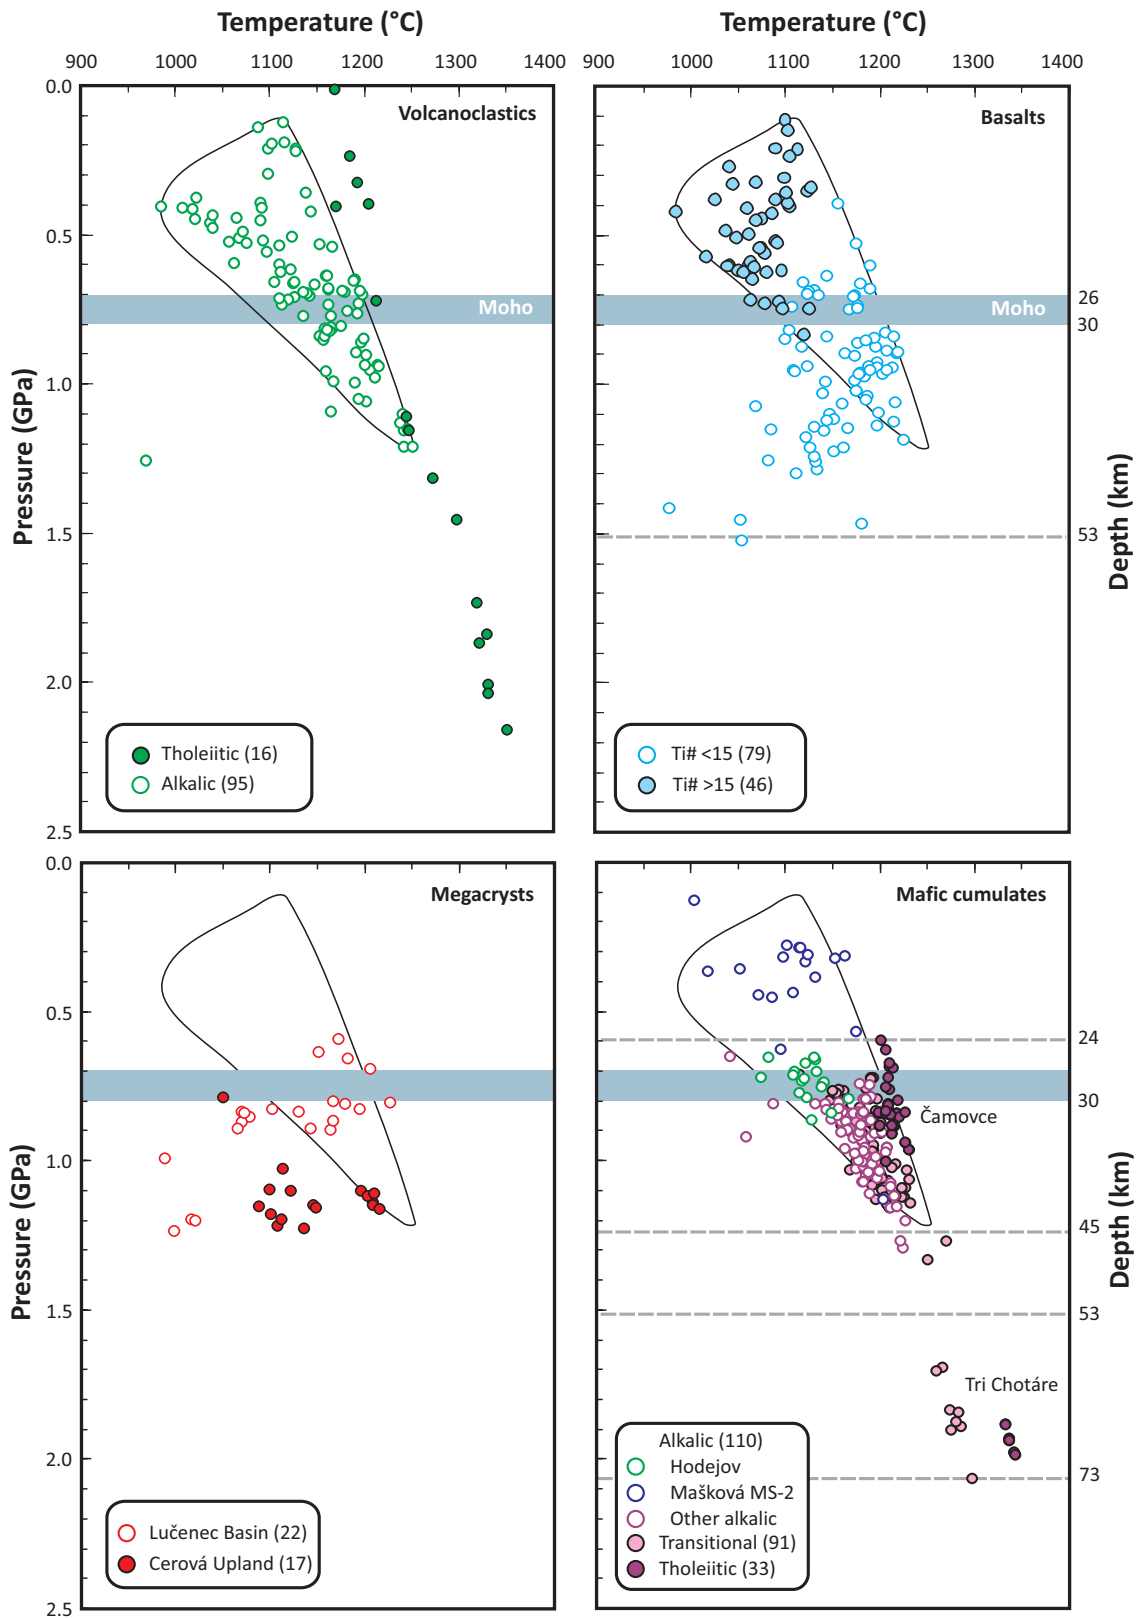 Temperature (°C)
Temperature (°C)
900 1000 1100 1200 1300 1400
900 1000 1100 1200 1300 1400
0.0
0.5
1.0
1.5
2.0
2.5
Pressure (GPa)
Volcanoclastics
Moho
Tholeiitic (16)
Alkalic (95)
Basalts
Moho
26
30
53
Depth (km)
Ti# <15 (79)
Ti# >15 (46)
0.0
0.5
1.0
1.5
2.0
2.5
Pressure (GPa)
Megacrysts
Lučenec Basin (22)
Cerová Upland (17)
Mafic cumulates
24
30
Čamovce
45
53
Tri Chotáre
73
Depth (km)
Alkalic (110)
Hodejov
Mašková MS-2
Other alkalic
Transitional (91)
Tholeiitic (33)